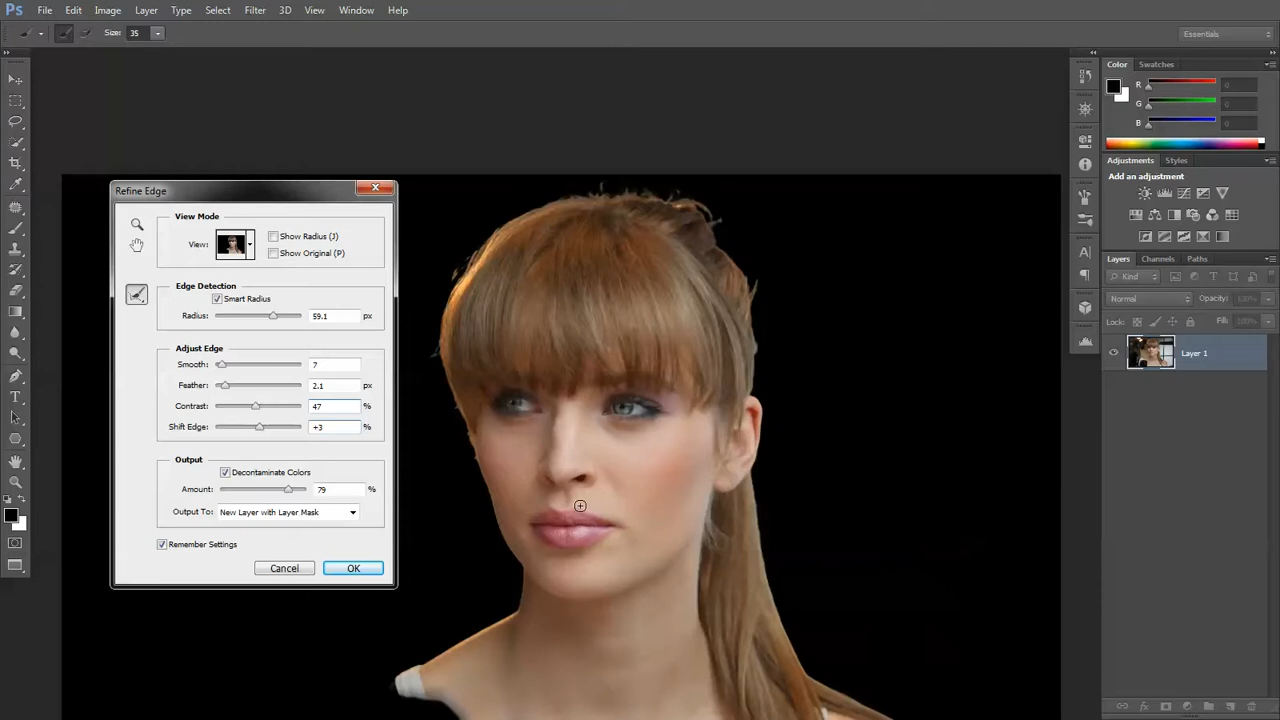 Ps File Edit Image Layer Type Select Filter 3D View Window Help
Size: 35 Essentials
Color Swatches
R 0
G 0
B 0
Adjustments Styles
Add an adjustment
Layers Channels Paths
Kind
Normal Opacity:
Lock: Fill: 100%
Layer 1
Refine Edge
View Mode
View: Show Radius (J)
Show Original (P)
Edge Detection
Smart Radius
Radius: 59.1 px
Adjust Edge
Smooth: 7
Feather: 2.1 px
Contrast: 47 %
Shift Edge: +3 %
Output
Decontaminate Colors
Amount: 79 %
Output To: New Layer with Layer Mask
Remember Settings
Cancel OK